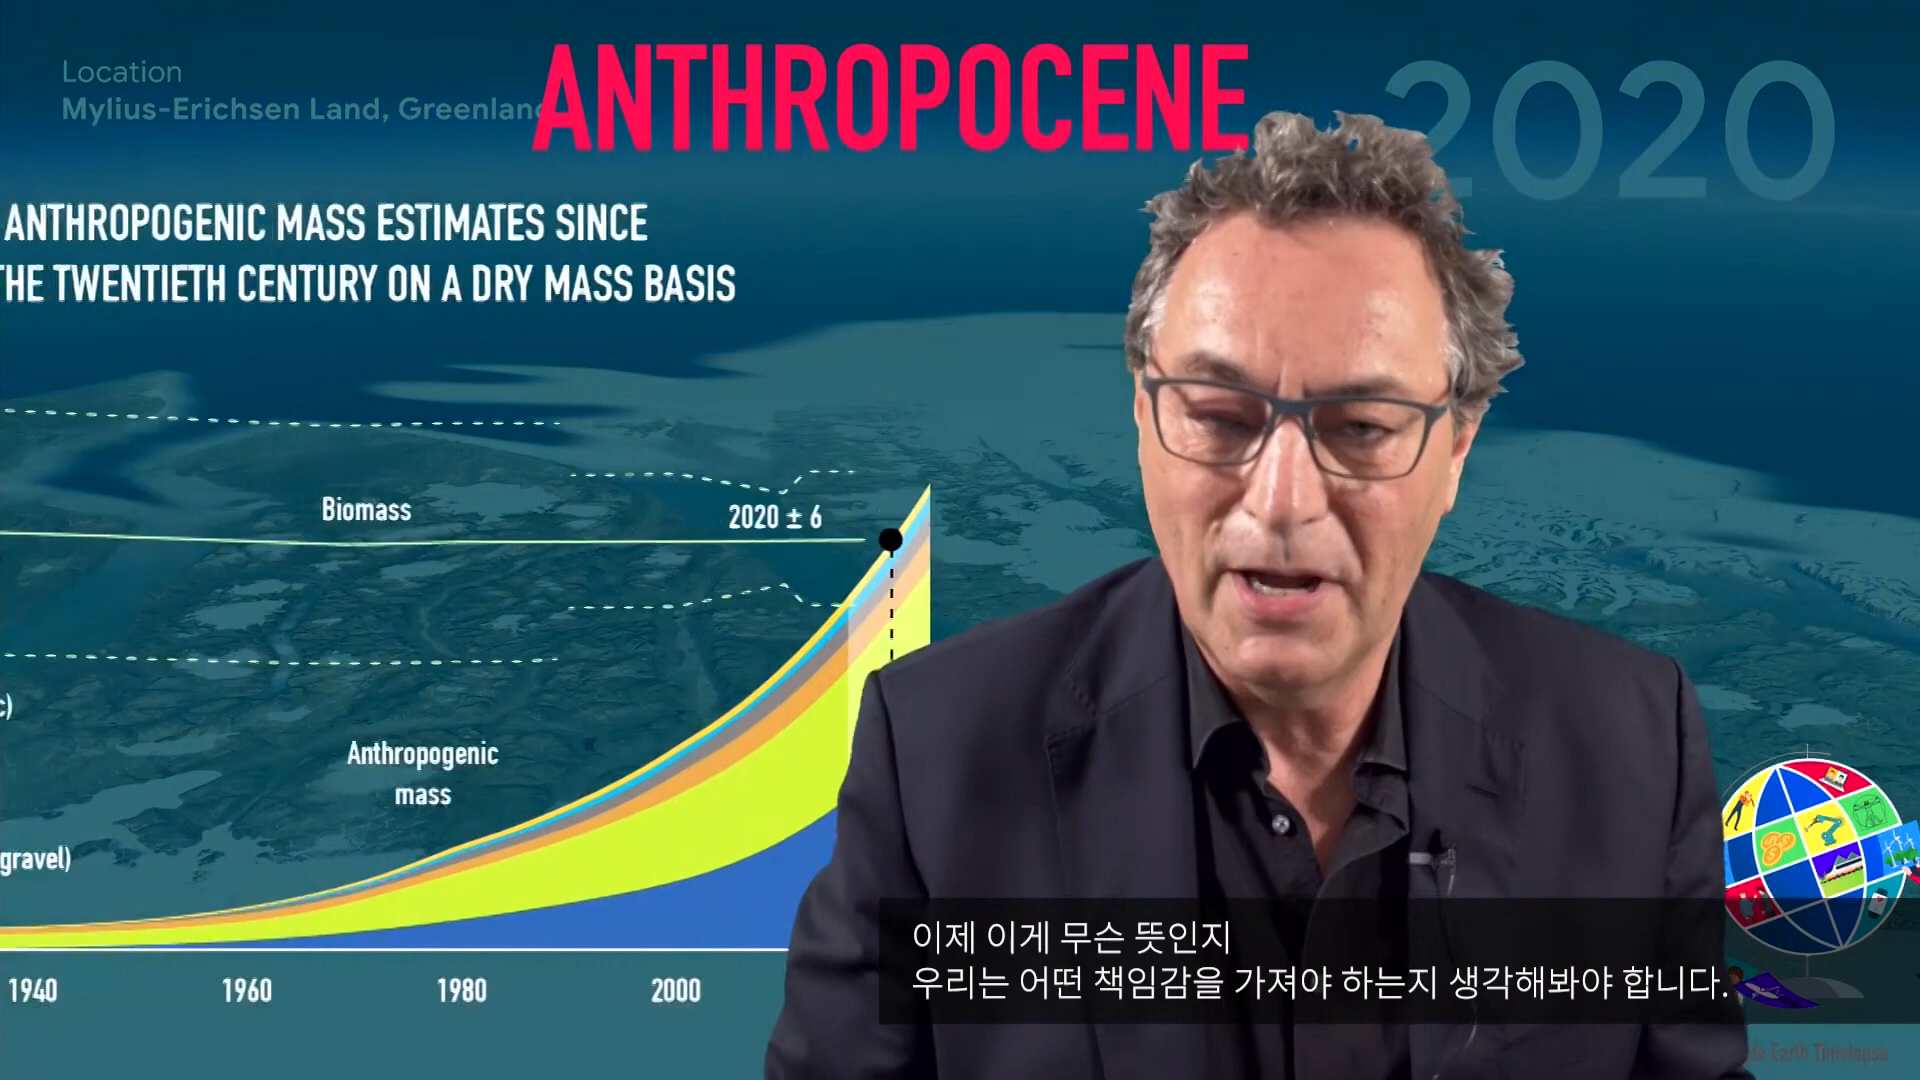 Location
Mylius-Erichsen Land, Greenland
ANTHROPOCENE
2020
ANTHROPOGENIC MASS ESTIMATES SINCE
THE TWENTIETH CENTURY ON A DRY MASS BASIS
Biomass
2020 ± 6
c)
Anthropogenic
mass
gravel)
1940
1960
1980
2000
이제 이게 무슨 뜻인지
우리는 어떤 책임감을 가져야 하는지 생각해봐야 합니다.
Earth Timelapse